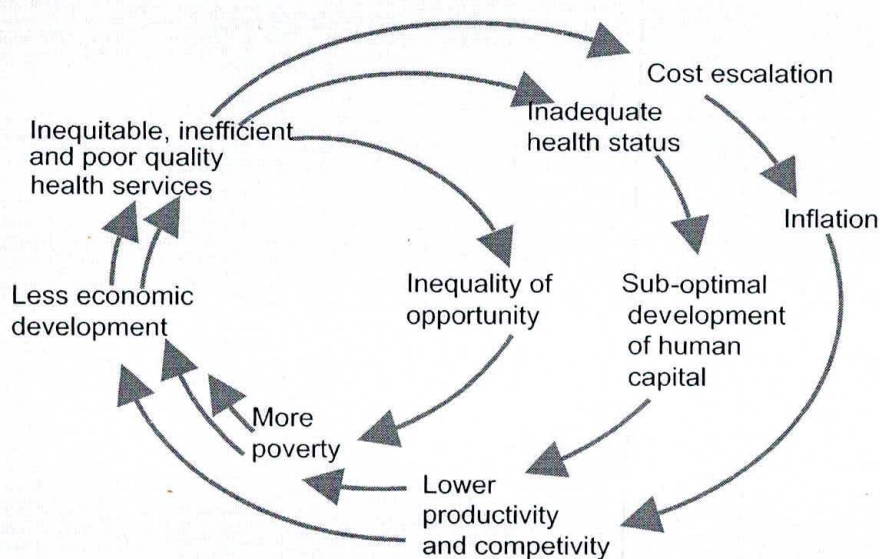 Cost escalation
Inequitable, inefficient
and poor quality
health services
Inadequate
health status
Inflation
Less economic
development
Inequality of
opportunity
Sub-optimal
development
of human
capital
More
poverty
Lower
productivity
and competivity